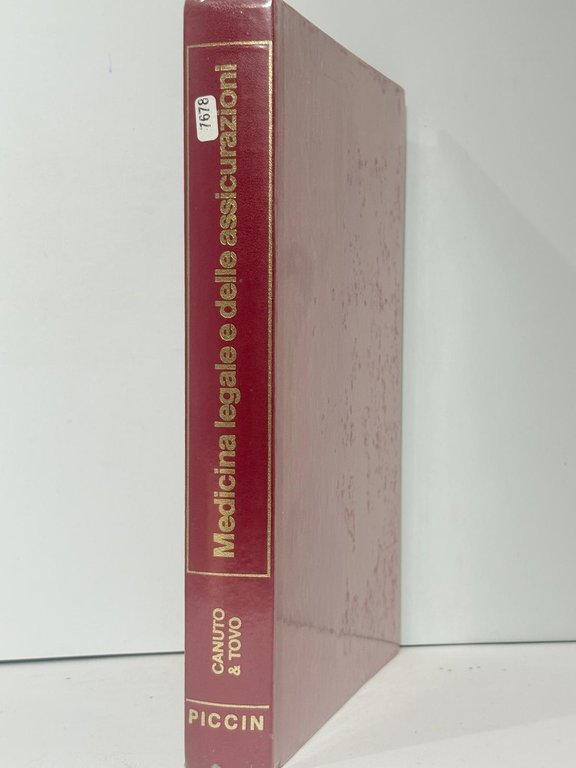 7678
Medicina legale e delle assicurazioni
CANUTO
& TOVO
PICCIN